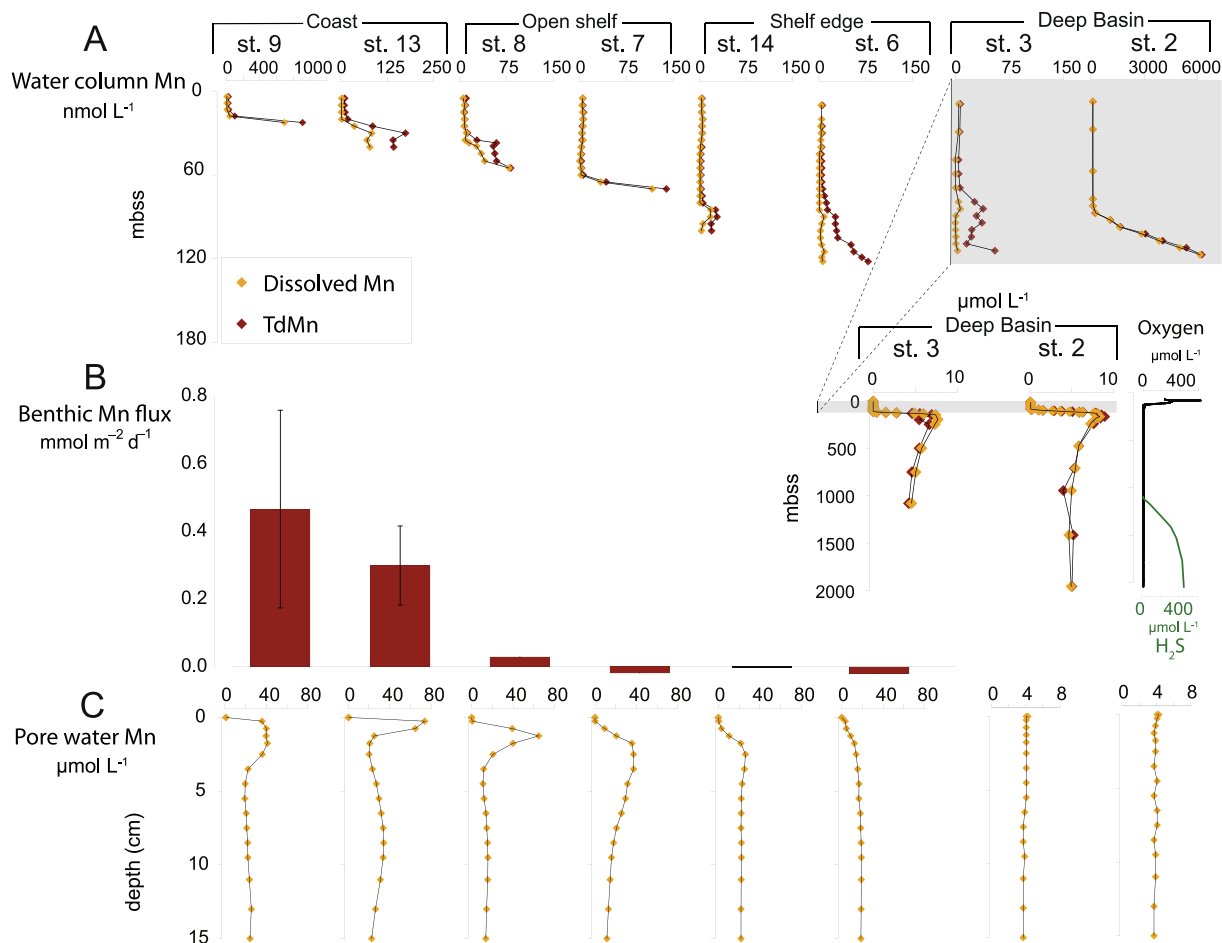 Coast Open shelf Shelf edge Deep Basin
A st. 9 st. 13 st. 8 st. 7 st. 14 st. 6 st. 3 st. 2
Water column Mn 0 400 1000 0 125 250 0 75 150 0 75 150 0 75 150 0 75 150 0 75 150 0 3000 6000
nmol L⁻¹
0
60
mbss
120
180
Dissolved Mn
TdMn
µmol L⁻¹
Deep Basin Oxygen
st. 3 st. 2 µmol L⁻¹
0 10 0 10 0 400
0
500
1000
1500
2000
mbss
0 400
µmol L⁻¹
H₂S
B
Benthic Mn flux
mmol m⁻² d⁻¹
0.8
0.6
0.4
0.2
0.0
C 0 40 80 0 40 80 0 40 80 0 40 80 0 40 80 0 40 80 0 4 8 0 4 8
Pore water Mn
µmol L⁻¹
0
5
10
15
depth (cm)